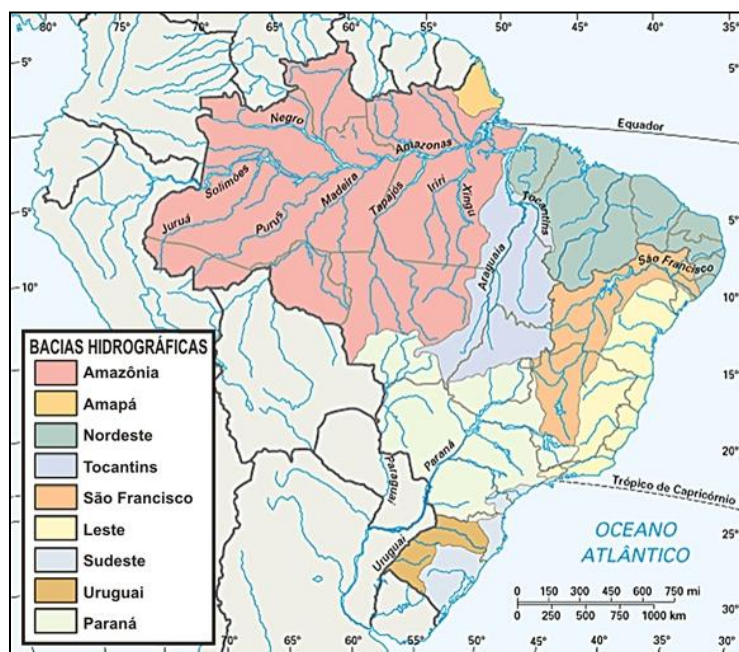 80° 75° 70° 65° 60° 55° 50° 45° 40° 35°
5° 5°
Equador
Negro
Amazonas
Solimões
Juruá
Purus
Madeira
Tapajós
Iriri
Xingu
Tocantins
Araguaia
São Francisco
5° 5°
10° 10°
15° 15°
20°
25° 25°
30°
Paraná
Paraguai
Uruguai
Trópico de Capricórnio
OCEANO
ATLÂNTICO
BACIAS HIDROGRÁFICAS
Amazônia
Amapá
Nordeste
Tocantins
São Francisco
Leste
Sudeste
Uruguai
Paraná
0 150 300 450 600 750 mi
0 250 500 750 1000 km
70° 65° 60° 55° 50° 45° 40° 35°